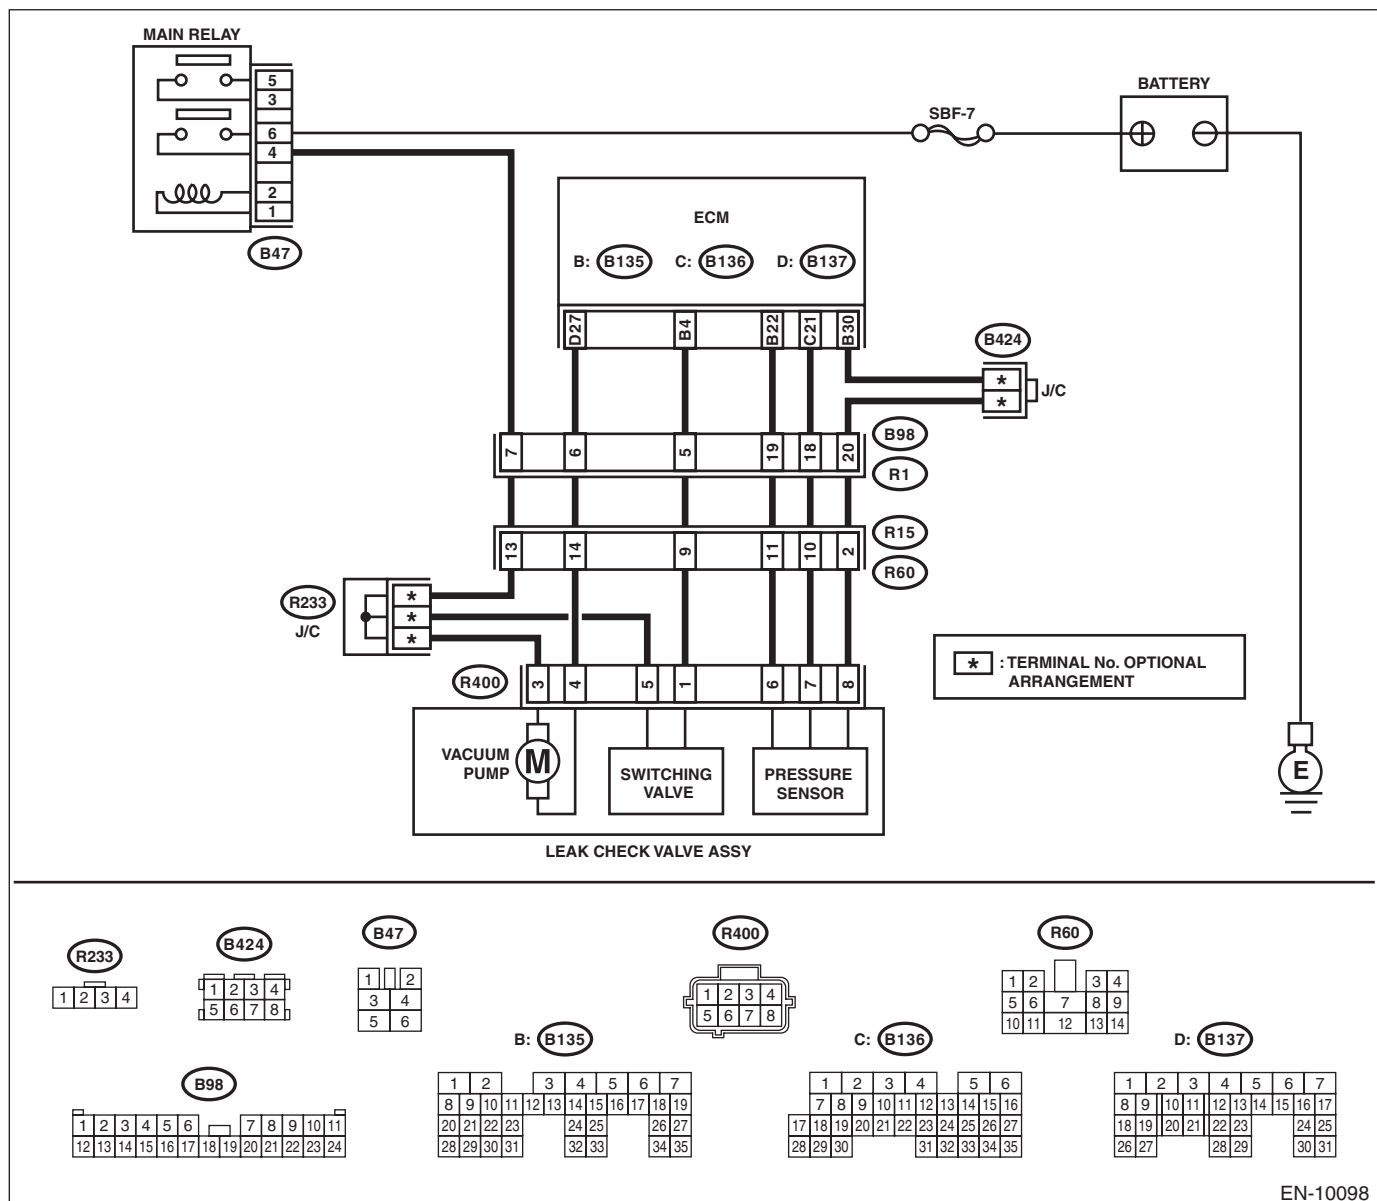 MAIN RELAY
5
3
6
4
2
1
B47
SBF-7
BATTERY
ECM
B: B135 C: B136 D: B137
D27 B4 B22 C21 B30
B424
*
*
J/C
7 6 5 19 18 20
B98
R1
13 14 9 11 10 2
R15
R60
R233
J/C
*
*
*
R400
3 4 5 1 6 7 8
VACUUM
PUMP
M
SWITCHING
VALVE
PRESSURE
SENSOR
LEAK CHECK VALVE ASSY
* : TERMINAL No. OPTIONAL
ARRANGEMENT
E
R233
1 2 3 4
B424
1 2 3 4
5 6 7 8
B47
1 2
3 4
5 6
R400
1 2 3 4
5 6 7 8
R60
1 2 3 4
5 6 7 8 9
10 11 12 13 14
B98
1 2 3 4 5 6 7 8 9 10 11
12 13 14 15 16 17 18 19 20 21 22 23 24
B: B135
1 2 3 4 5 6 7
8 9 10 11 12 13 14 15 16 17 18 19
20 21 22 23 24 25 26 27
28 29 30 31 32 33 34 35
C: B136
1 2 3 4 5 6
7 8 9 10 11 12 13 14 15 16
17 18 19 20 21 22 23 24 25 26 27
28 29 30 31 32 33 34 35
D: B137
1 2 3 4 5 6 7
8 9 10 11 12 13 14 15 16 17
18 19 20 21 22 23 24 25
26 27 28 29 30 31
EN-10098